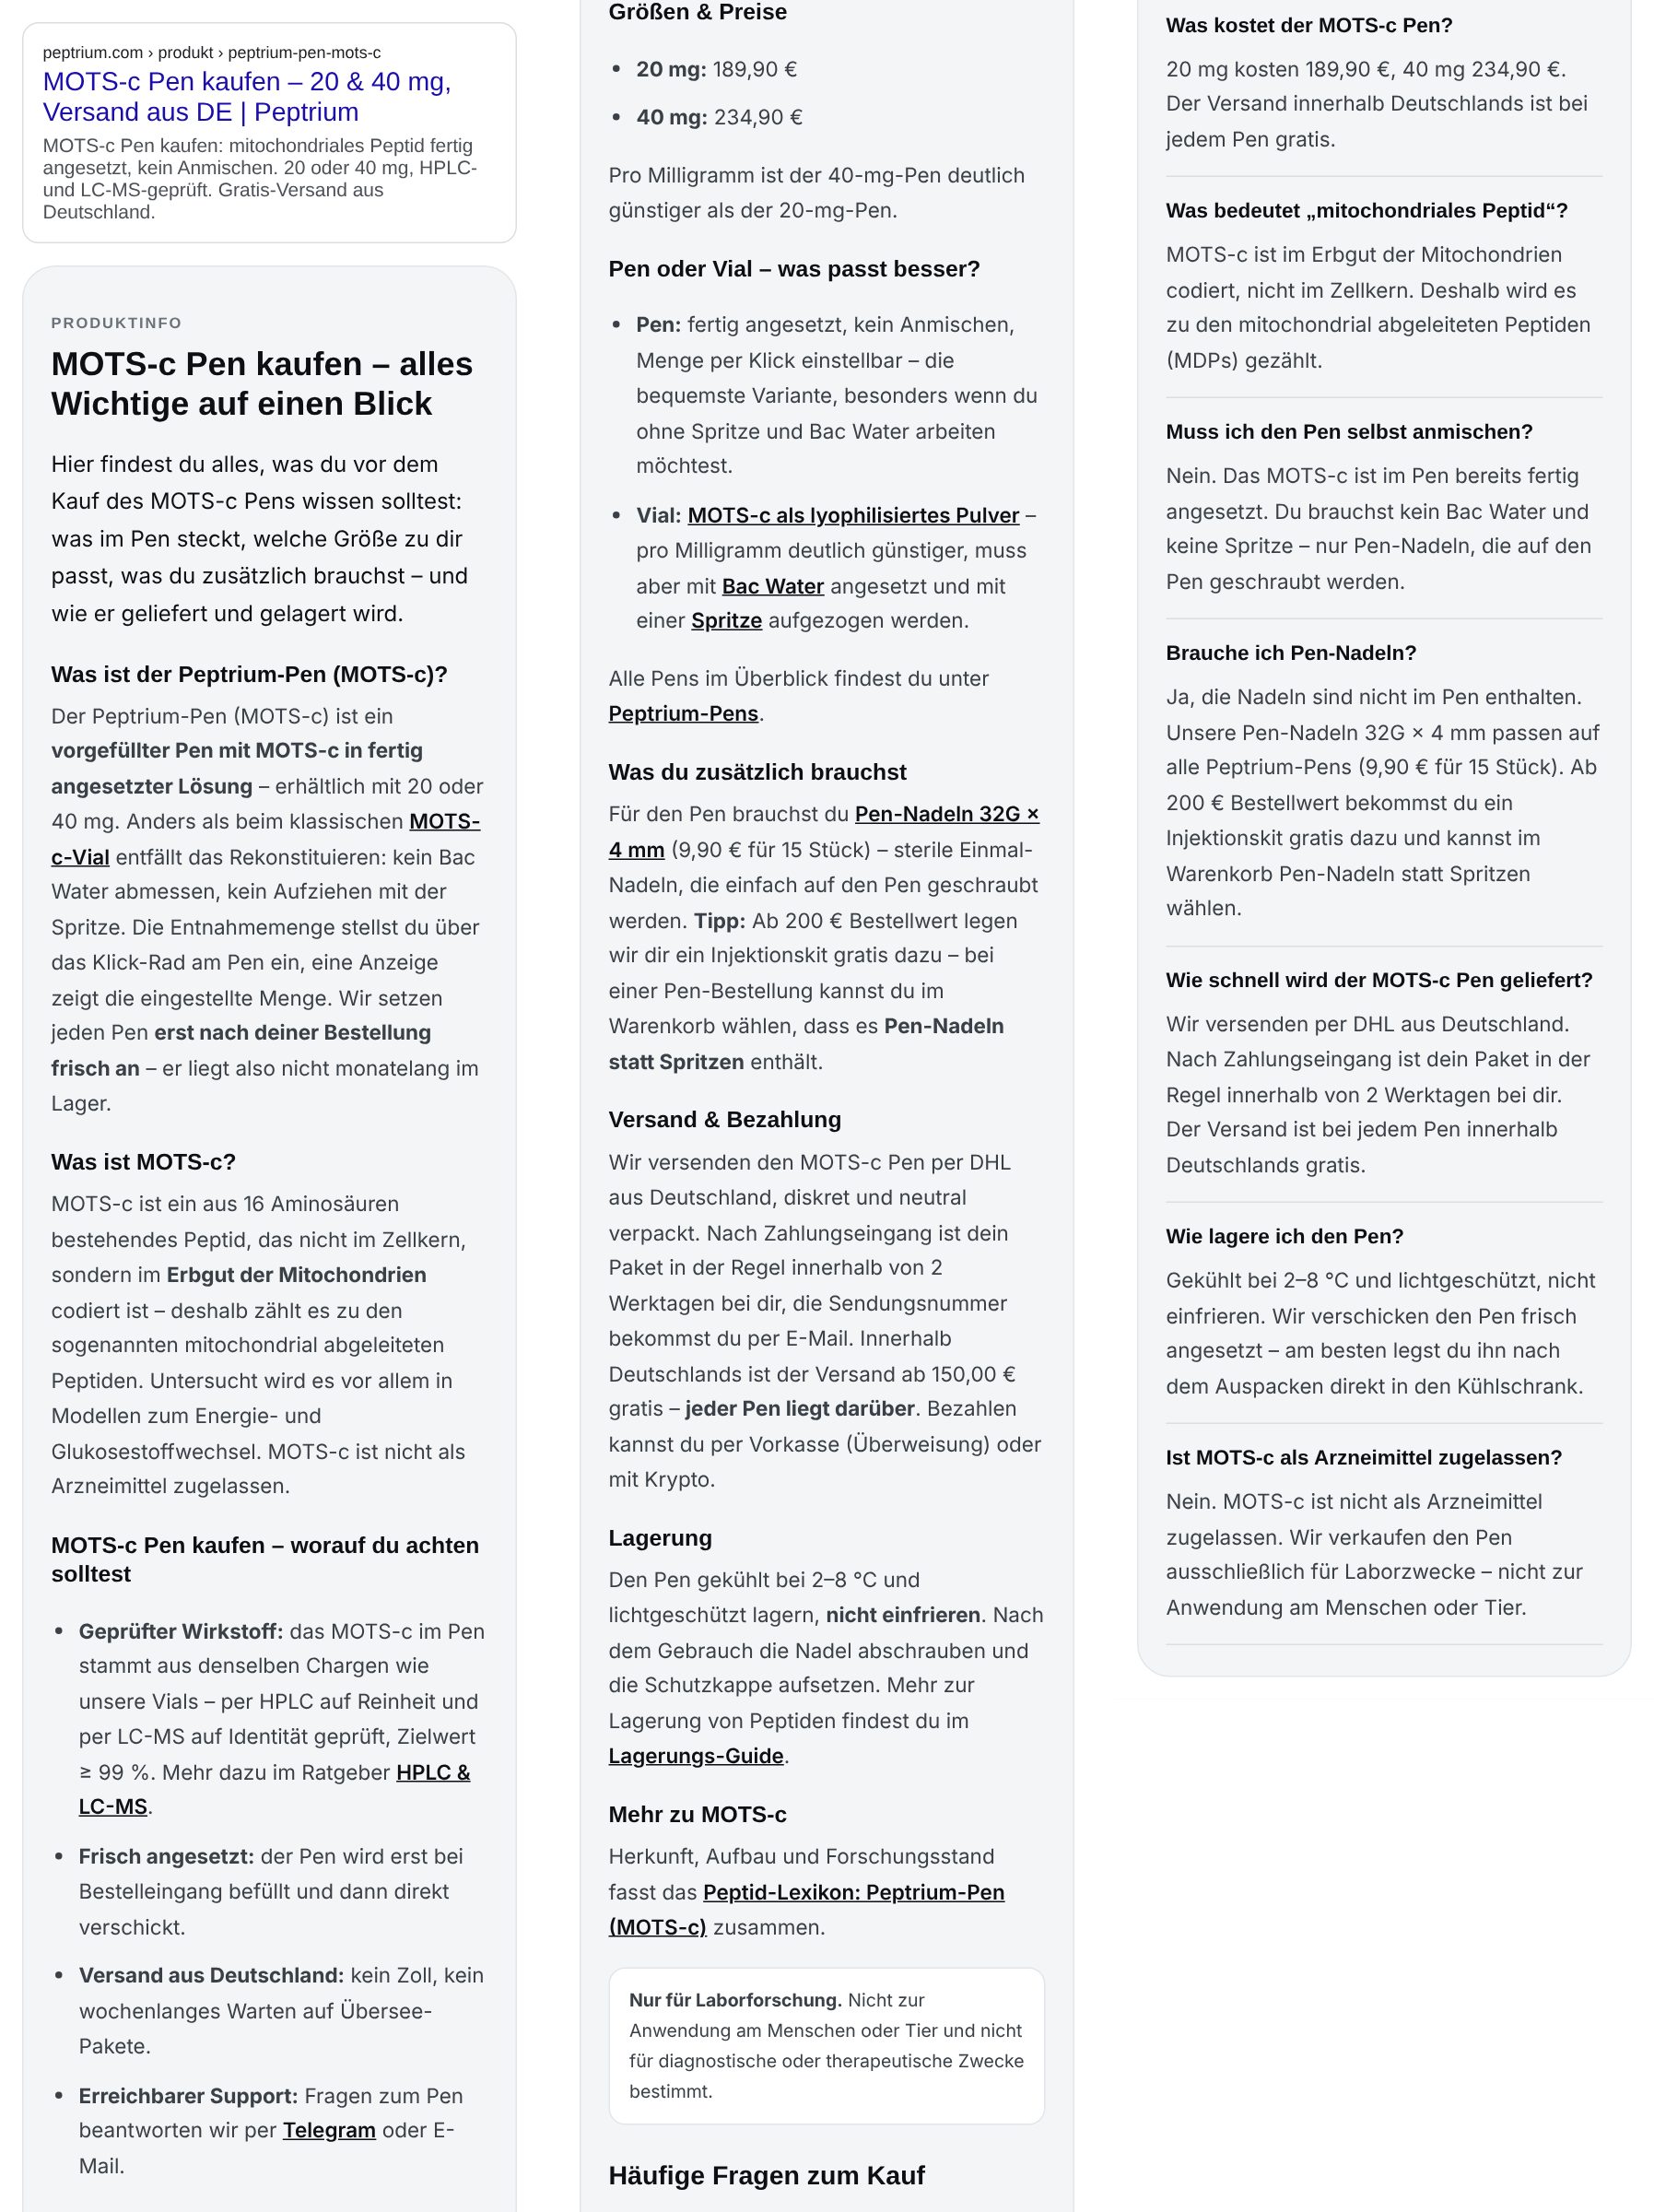 peptrium.com › produkt › peptrium-pen-mots-c
MOTS-c Pen kaufen – 20 & 40 mg,
Versand aus DE | Peptrium
MOTS-c Pen kaufen: mitochondriales Peptid fertig
angesetzt, kein Anmischen. 20 oder 40 mg, HPLC-
und LC-MS-geprüft. Gratis-Versand aus
Deutschland.
PRODUKTINFO
MOTS-c Pen kaufen – alles
Wichtige auf einen Blick
Hier findest du alles, was du vor dem
Kauf des MOTS-c Pens wissen solltest:
was im Pen steckt, welche Größe zu dir
passt, was du zusätzlich brauchst – und
wie er geliefert und gelagert wird.
Was ist der Peptrium-Pen (MOTS-c)?
Der Peptrium-Pen (MOTS-c) ist ein
vorgefüllter Pen mit MOTS-c in fertig
angesetzter Lösung – erhältlich mit 20 oder
40 mg. Anders als beim klassischen MOTS-
c-Vial entfällt das Rekonstituieren: kein Bac
Water abmessen, kein Aufziehen mit der
Spritze. Die Entnahmemenge stellst du über
das Klick-Rad am Pen ein, eine Anzeige
zeigt die eingestellte Menge. Wir setzen
jeden Pen erst nach deiner Bestellung
frisch an – er liegt also nicht monatelang im
Lager.
Was ist MOTS-c?
MOTS-c ist ein aus 16 Aminosäuren
bestehendes Peptid, das nicht im Zellkern,
sondern im Erbgut der Mitochondrien
codiert ist – deshalb zählt es zu den
sogenannten mitochondrial abgeleiteten
Peptiden. Untersucht wird es vor allem in
Modellen zum Energie- und
Glukosestoffwechsel. MOTS-c ist nicht als
Arzneimittel zugelassen.
MOTS-c Pen kaufen – worauf du achten
solltest
• Geprüfter Wirkstoff: das MOTS-c im Pen
stammt aus denselben Chargen wie
unsere Vials – per HPLC auf Reinheit und
per LC-MS auf Identität geprüft, Zielwert
≥ 99 %. Mehr dazu im Ratgeber HPLC &
LC-MS.
• Frisch angesetzt: der Pen wird erst bei
Bestelleingang befüllt und dann direkt
verschickt.
• Versand aus Deutschland: kein Zoll, kein
wochenlanges Warten auf Übersee-
Pakete.
• Erreichbarer Support: Fragen zum Pen
beantworten wir per Telegram oder E-
Mail.
Größen & Preise
• 20 mg: 189,90 €
• 40 mg: 234,90 €
Pro Milligramm ist der 40-mg-Pen deutlich
günstiger als der 20-mg-Pen.
Pen oder Vial – was passt besser?
• Pen: fertig angesetzt, kein Anmischen,
Menge per Klick einstellbar – die
bequemste Variante, besonders wenn du
ohne Spritze und Bac Water arbeiten
möchtest.
• Vial: MOTS-c als lyophilisiertes Pulver –
pro Milligramm deutlich günstiger, muss
aber mit Bac Water angesetzt und mit
einer Spritze aufgezogen werden.
Alle Pens im Überblick findest du unter
Peptrium-Pens.
Was du zusätzlich brauchst
Für den Pen brauchst du Pen-Nadeln 32G ×
4 mm (9,90 € für 15 Stück) – sterile Einmal-
Nadeln, die einfach auf den Pen geschraubt
werden. Tipp: Ab 200 € Bestellwert legen
wir dir ein Injektionskit gratis dazu – bei
einer Pen-Bestellung kannst du im
Warenkorb wählen, dass es Pen-Nadeln
statt Spritzen enthält.
Versand & Bezahlung
Wir versenden den MOTS-c Pen per DHL
aus Deutschland, diskret und neutral
verpackt. Nach Zahlungseingang ist dein
Paket in der Regel innerhalb von 2
Werktagen bei dir, die Sendungsnummer
bekommst du per E-Mail. Innerhalb
Deutschlands ist der Versand ab 150,00 €
gratis – jeder Pen liegt darüber. Bezahlen
kannst du per Vorkasse (Überweisung) oder
mit Krypto.
Lagerung
Den Pen gekühlt bei 2–8 °C und
lichtgeschützt lagern, nicht einfrieren. Nach
dem Gebrauch die Nadel abschrauben und
die Schutzkappe aufsetzen. Mehr zur
Lagerung von Peptiden findest du im
Lagerungs-Guide.
Mehr zu MOTS-c
Herkunft, Aufbau und Forschungsstand
fasst das Peptid-Lexikon: Peptrium-Pen
(MOTS-c) zusammen.
Nur für Laborforschung. Nicht zur
Anwendung am Menschen oder Tier und nicht
für diagnostische oder therapeutische Zwecke
bestimmt.
Häufige Fragen zum Kauf
Was kostet der MOTS-c Pen?
20 mg kosten 189,90 €, 40 mg 234,90 €.
Der Versand innerhalb Deutschlands ist bei
jedem Pen gratis.
Was bedeutet „mitochondriales Peptid“?
MOTS-c ist im Erbgut der Mitochondrien
codiert, nicht im Zellkern. Deshalb wird es
zu den mitochondrial abgeleiteten Peptiden
(MDPs) gezählt.
Muss ich den Pen selbst anmischen?
Nein. Das MOTS-c ist im Pen bereits fertig
angesetzt. Du brauchst kein Bac Water und
keine Spritze – nur Pen-Nadeln, die auf den
Pen geschraubt werden.
Brauche ich Pen-Nadeln?
Ja, die Nadeln sind nicht im Pen enthalten.
Unsere Pen-Nadeln 32G × 4 mm passen auf
alle Peptrium-Pens (9,90 € für 15 Stück). Ab
200 € Bestellwert bekommst du ein
Injektionskit gratis dazu und kannst im
Warenkorb Pen-Nadeln statt Spritzen
wählen.
Wie schnell wird der MOTS-c Pen geliefert?
Wir versenden per DHL aus Deutschland.
Nach Zahlungseingang ist dein Paket in der
Regel innerhalb von 2 Werktagen bei dir.
Der Versand ist bei jedem Pen innerhalb
Deutschlands gratis.
Wie lagere ich den Pen?
Gekühlt bei 2–8 °C und lichtgeschützt, nicht
einfrieren. Wir verschicken den Pen frisch
angesetzt – am besten legst du ihn nach
dem Auspacken direkt in den Kühlschrank.
Ist MOTS-c als Arzneimittel zugelassen?
Nein. MOTS-c ist nicht als Arzneimittel
zugelassen. Wir verkaufen den Pen
ausschließlich für Laborzwecke – nicht zur
Anwendung am Menschen oder Tier.